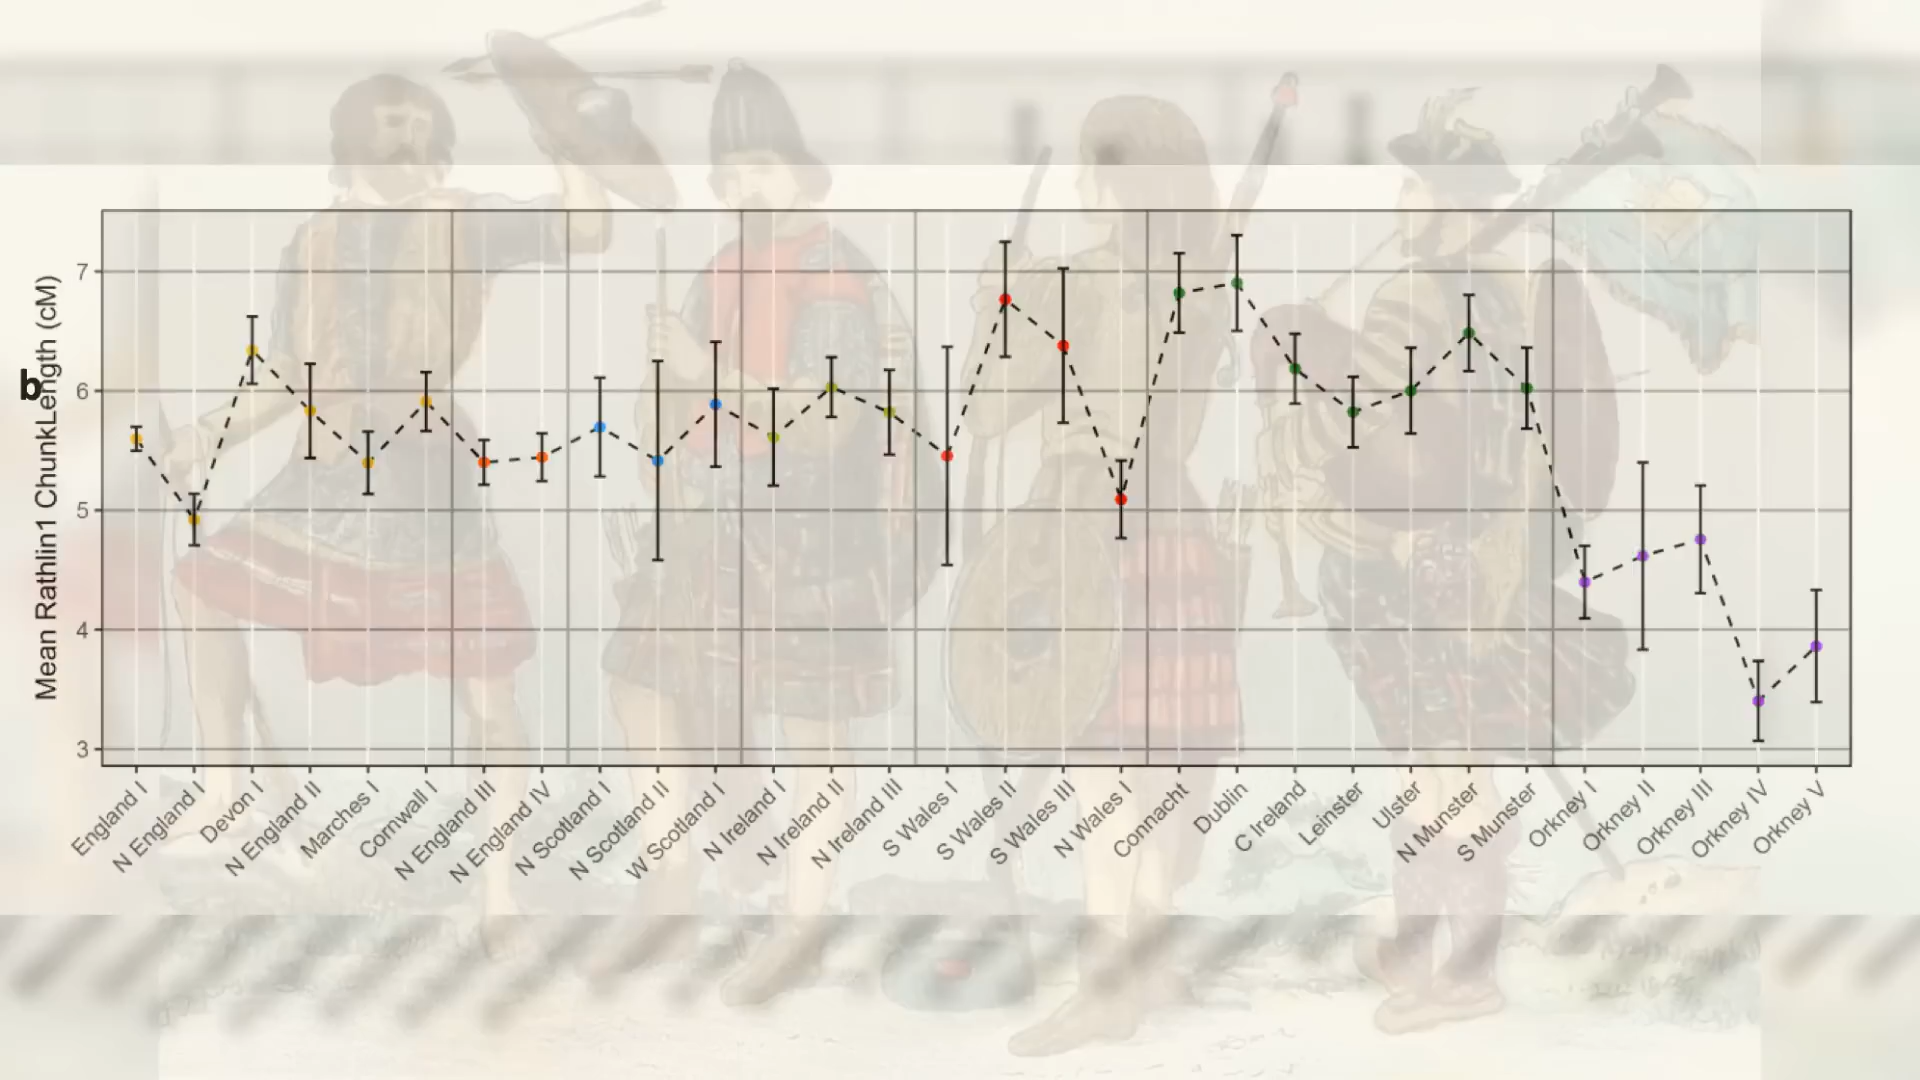 b
Mean Rathlin1 ChunkLength (cM)
7
6
5
4
3
England I
N England I
Devon I
N England II
Marches I
Cornwall I
N England III
N England IV
N Scotland I
N Scotland II
W Scotland I
N Ireland I
N Ireland II
N Ireland III
S Wales I
S Wales II
S Wales III
N Wales I
Connacht
Dublin
C Ireland
Leinster
Ulster
N Munster
S Munster
Orkney I
Orkney II
Orkney III
Orkney IV
Orkney V